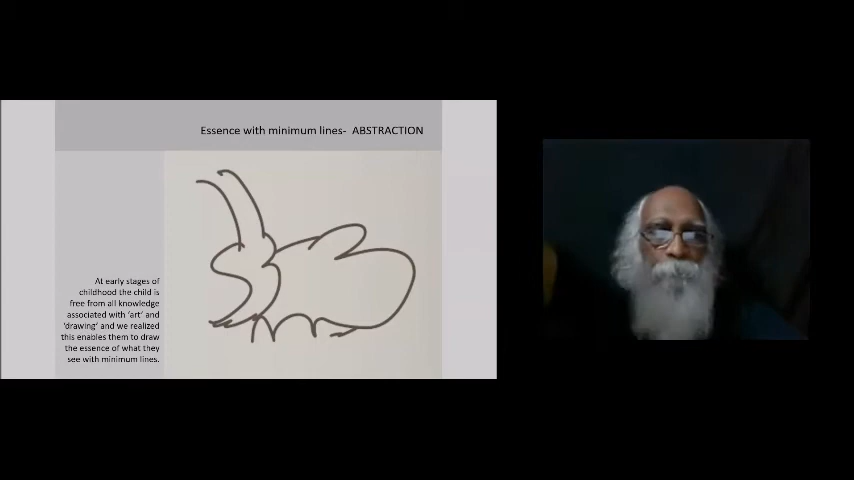 Essence with minimum lines-  ABSTRACTION
At early stages of
childhood the child is
free from all knowledge
associated with ‘art’ and
‘drawing’ and we realized
this enables them to draw
the essence of what they
see with minimum lines.